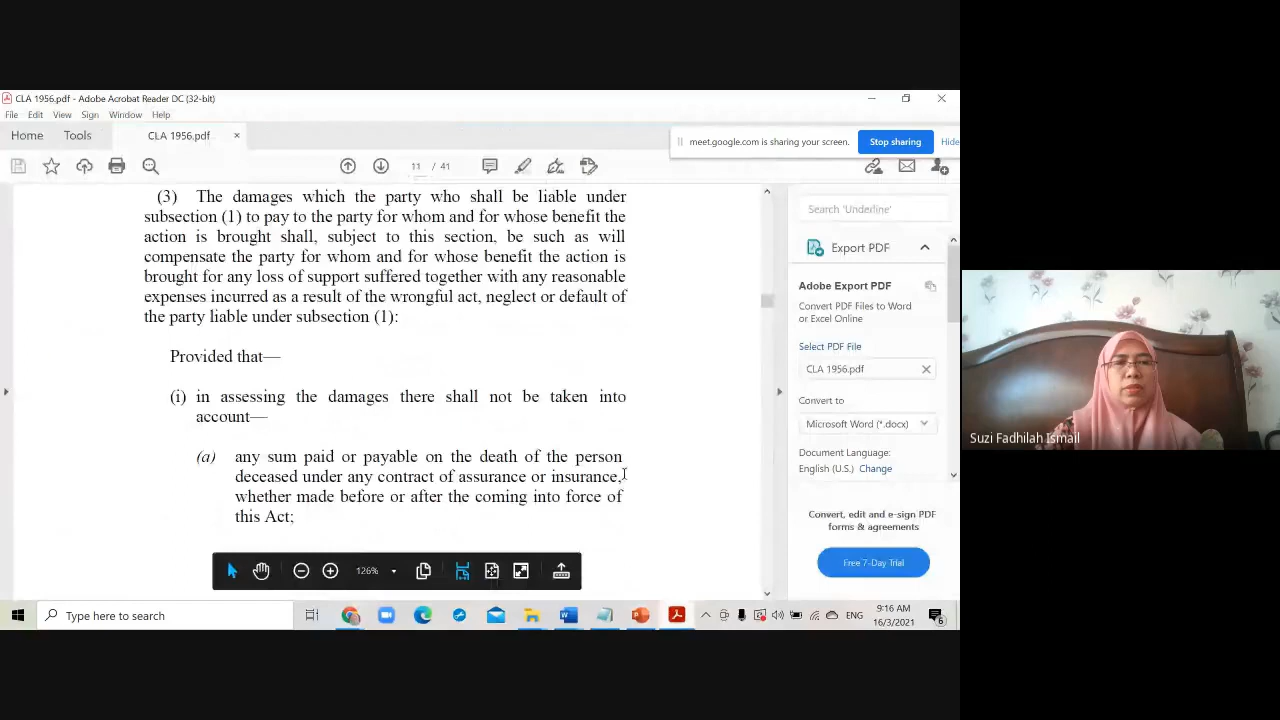 CLA 1956.pdf - Adobe Acrobat Reader DC (32-bit)
File Edit View Sign Window Help
Home Tools CLA 1956.pdf ×
meet.google.com is sharing your screen. Stop sharing Hide
11 / 41
(3) The damages which the party who shall be liable under
subsection (1) to pay to the party for whom and for whose benefit the
action is brought shall, subject to this section, be such as will
compensate the party for whom and for whose benefit the action is
brought for any loss of support suffered together with any reasonable
expenses incurred as a result of the wrongful act, neglect or default of
the party liable under subsection (1):
Provided that—
(i) in assessing the damages there shall not be taken into
account—
(a) any sum paid or payable on the death of the person
deceased under any contract of assurance or insurance,
whether made before or after the coming into force of
this Act;
126%
Search 'Underline'
Export PDF
Adobe Export PDF
Convert PDF Files to Word
or Excel Online
Select PDF File
CLA 1956.pdf
Convert to
Microsoft Word (*.docx)
Document Language:
English (U.S.) Change
Convert, edit and e-sign PDF
forms & agreements
Free 7-Day Trial
Suzi Fadhilah Ismail
Type here to search
ENG
9:16 AM
16/3/2021
6